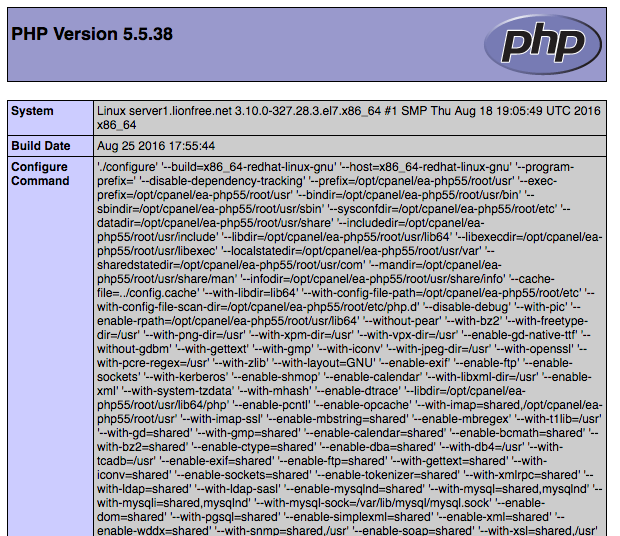 PHP Version 5.5.38
php
System
Linux server1.lionfree.net 3.10.0-327.28.3.el7.x86_64 #1 SMP Thu Aug 18 19:05:49 UTC 2016
x86_64
Build Date
Aug 25 2016 17:55:44
Configure
Command
'./configure' '--build=x86_64-redhat-linux-gnu' '--host=x86_64-redhat-linux-gnu' '--program-
prefix=' '--disable-dependency-tracking' '--prefix=/opt/cpanel/ea-php55/root/usr' '--exec-
prefix=/opt/cpanel/ea-php55/root/usr' '--bindir=/opt/cpanel/ea-php55/root/usr/bin' '--
sbindir=/opt/cpanel/ea-php55/root/usr/sbin' '--sysconfdir=/opt/cpanel/ea-php55/root/etc' '--
datadir=/opt/cpanel/ea-php55/root/usr/share' '--includedir=/opt/cpanel/ea-
php55/root/usr/include' '--libdir=/opt/cpanel/ea-php55/root/usr/lib64' '--libexecdir=/opt/cpanel/ea-
php55/root/usr/libexec' '--localstatedir=/opt/cpanel/ea-php55/root/usr/var' '--
sharedstatedir=/opt/cpanel/ea-php55/root/usr/com' '--mandir=/opt/cpanel/ea-
php55/root/usr/share/man' '--infodir=/opt/cpanel/ea-php55/root/usr/share/info' '--cache-
file=../config.cache' '--with-libdir=lib64' '--with-config-file-path=/opt/cpanel/ea-php55/root/etc' '--
with-config-file-scan-dir=/opt/cpanel/ea-php55/root/etc/php.d' '--disable-debug' '--with-pic' '--
enable-rpath=/opt/cpanel/ea-php55/root/usr/lib64' '--without-pear' '--with-bz2' '--with-freetype-
dir=/usr' '--with-png-dir=/usr' '--with-xpm-dir=/usr' '--with-vpx-dir=/usr' '--enable-gd-native-ttf' '--
without-gdbm' '--with-gettext' '--with-gmp' '--with-iconv' '--with-jpeg-dir=/usr' '--with-openssl' '--
with-pcre-regex=/usr' '--with-zlib' '--with-layout=GNU' '--enable-exif' '--enable-ftp' '--enable-
sockets' '--with-kerberos' '--enable-shmop' '--enable-calendar' '--with-libxml-dir=/usr' '--enable-
xml' '--with-system-tzdata' '--with-mhash' '--enable-dtrace' '--libdir=/opt/cpanel/ea-
php55/root/usr/lib64/php' '--enable-pcntl' '--enable-opcache' '--with-imap=shared,/opt/cpanel/ea-
php55/root/usr' '--with-imap-ssl' '--enable-mbstring=shared' '--enable-mbregex' '--with-t1lib=/usr'
'--with-gd=shared' '--with-gmp=shared' '--enable-calendar=shared' '--enable-bcmath=shared' '--
with-bz2=shared' '--enable-ctype=shared' '--enable-dba=shared' '--with-db4=/usr' '--with-
tcadb=/usr' '--enable-exif=shared' '--enable-ftp=shared' '--with-gettext=shared' '--with-
iconv=shared' '--enable-sockets=shared' '--enable-tokenizer=shared' '--with-xmlrpc=shared' '--
with-ldap=shared' '--with-ldap-sasl' '--enable-mysqlnd=shared' '--with-mysql=shared,mysqlnd' '--
with-mysqli=shared,mysqlnd' '--with-mysql-sock=/var/lib/mysql/mysql.sock' '--enable-
dom=shared' '--with-pgsql=shared' '--enable-simplexml=shared' '--enable-xml=shared' '--
enable-wddx=shared' '--with-snmp=shared,/usr' '--enable-soap=shared' '--with-xsl=shared,/usr'